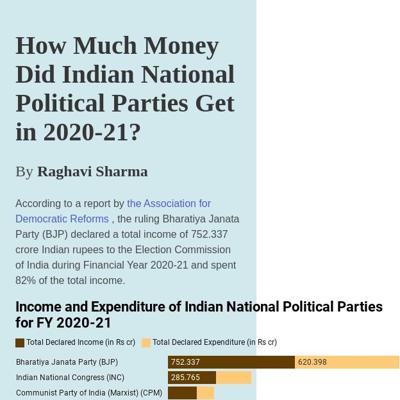 How Much Money
Did Indian National
Political Parties Get
in 2020-21?
By Raghavi Sharma
According to a report by the Association for
Democratic Reforms , the ruling Bharatiya Janata
Party (BJP) declared a total income of 752.337
crore Indian rupees to the Election Commission
of India during Financial Year 2020-21 and spent
82% of the total income.
Income and Expenditure of Indian National Political Parties
for FY 2020-21
Total Declared Income (in Rs cr) Total Declared Expenditure (in Rs cr)
Bharatiya Janata Party (BJP) 752.337 620.398
Indian National Congress (INC) 285.765
Communist Party of India (Marxist) (CPM)